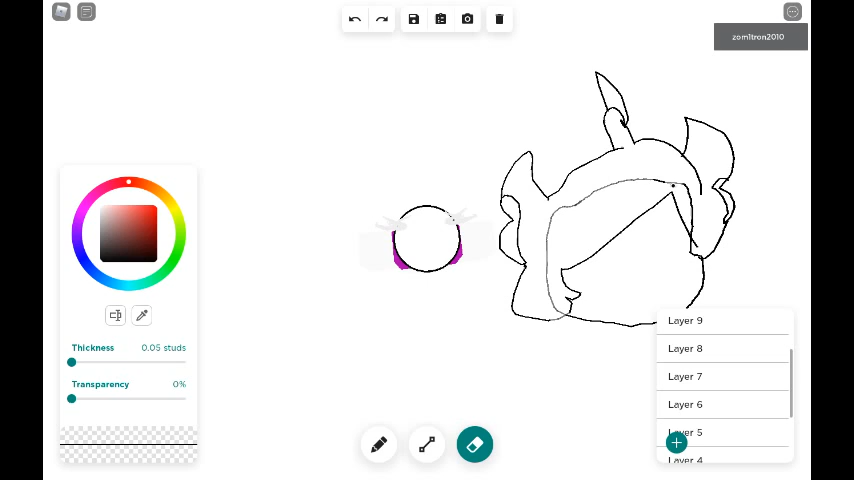 zom1tron2010
Thickness 0.05 studs
Transparency 0%
Layer 9
Layer 8
Layer 7
Layer 6
Layer 5
Layer 4